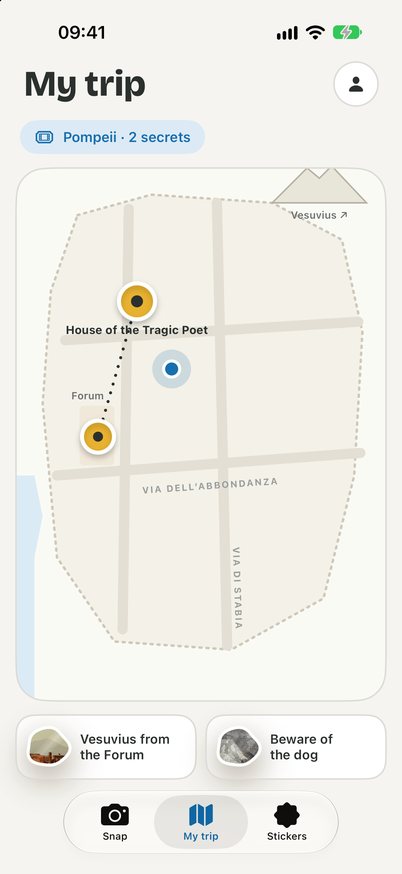 09:41
My trip
Pompeii · 2 secrets
Vesuvius ↗
House of the Tragic Poet
Forum
VIA DELL'ABBONDANZA
VIA DI STABIA
Vesuvius from
the Forum
Beware of
the dog
Snap
My trip
Stickers